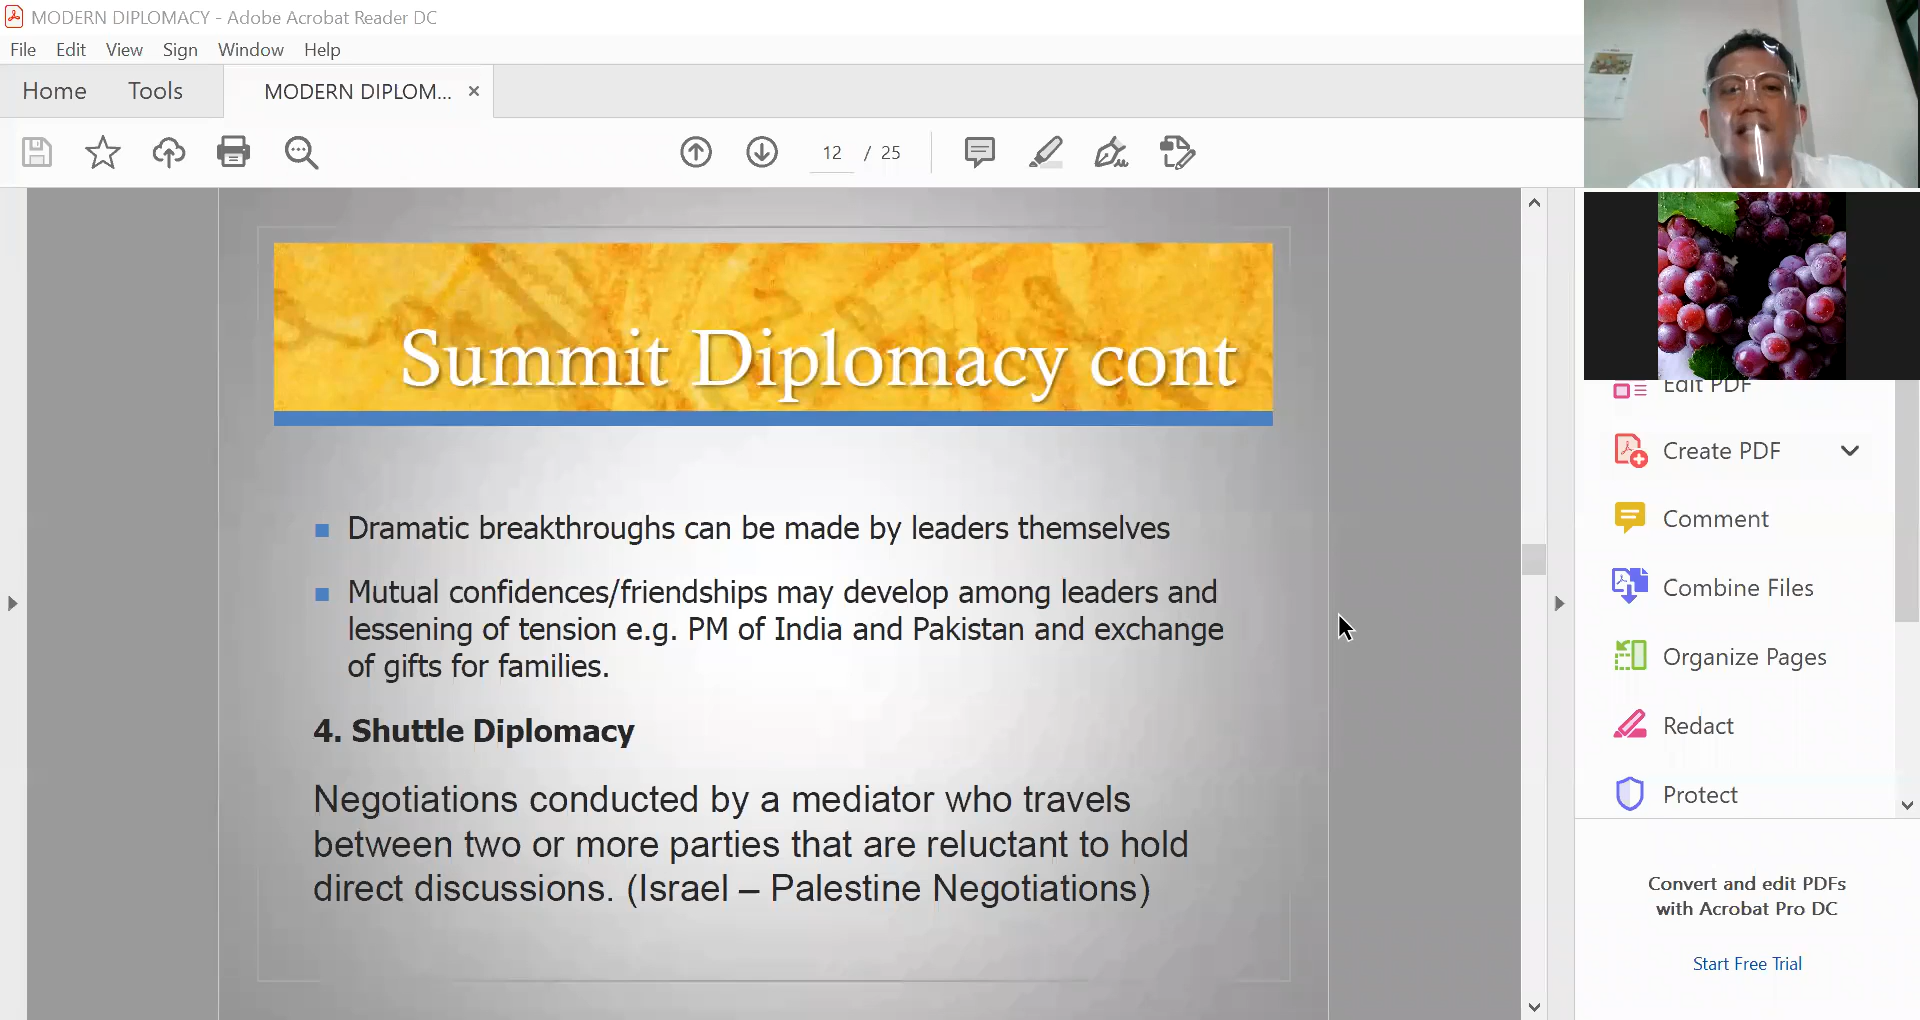 MODERN DIPLOMACY - Adobe Acrobat Reader DC
File Edit View Sign Window Help
Home Tools MODERN DIPLOM... ×
12 / 25
Summit Diplomacy cont
Dramatic breakthroughs can be made by leaders themselves
Mutual confidences/friendships may develop among leaders and
lessening of tension e.g. PM of India and Pakistan and exchange
of gifts for families.
4. Shuttle Diplomacy
Negotiations conducted by a mediator who travels
between two or more parties that are reluctant to hold
direct discussions. (Israel – Palestine Negotiations)
Edit PDF
Create PDF
Comment
Combine Files
Organize Pages
Redact
Protect
Convert and edit PDFs
with Acrobat Pro DC
Start Free Trial